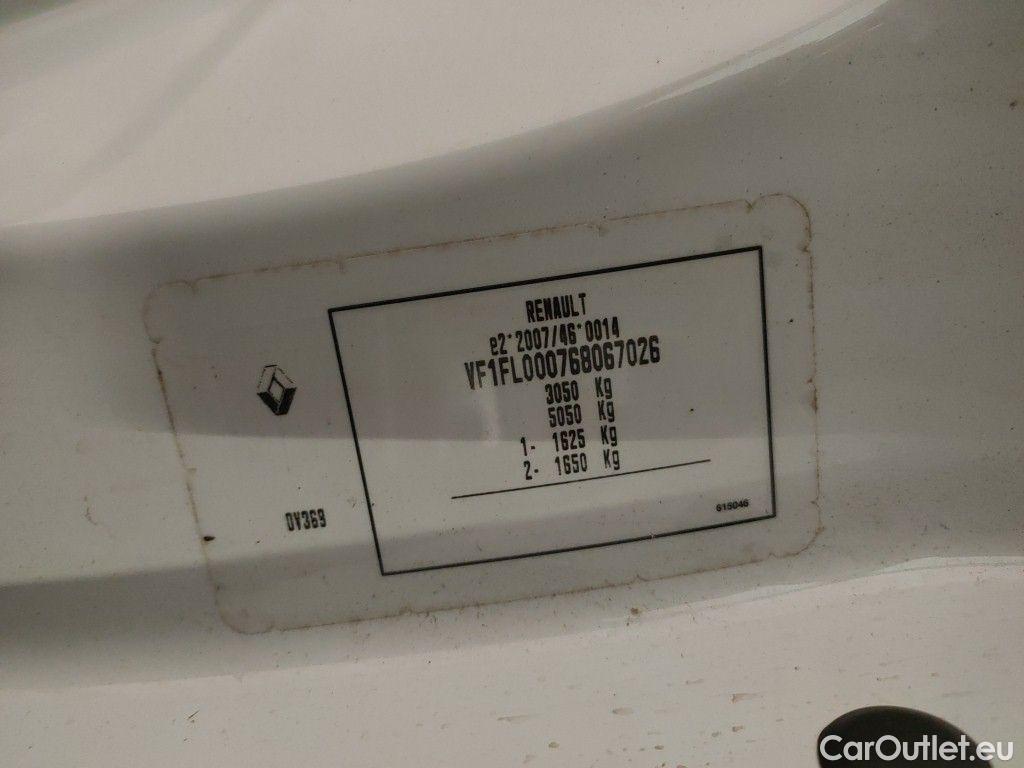 RENAULT
e2*2007/46*0014
VF1FL000768067026
3050 Kg
5050 Kg
1- 1625 Kg
2- 1650 Kg
615046
DV369
CarOutlet.eu